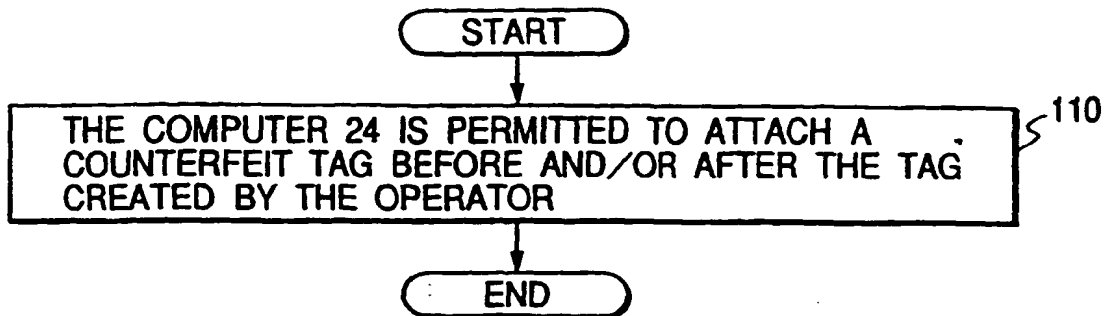 START
THE COMPUTER 24 IS PERMITTED TO ATTACH A
COUNTERFEIT TAG BEFORE AND/OR AFTER THE TAG
CREATED BY THE OPERATOR
110
END